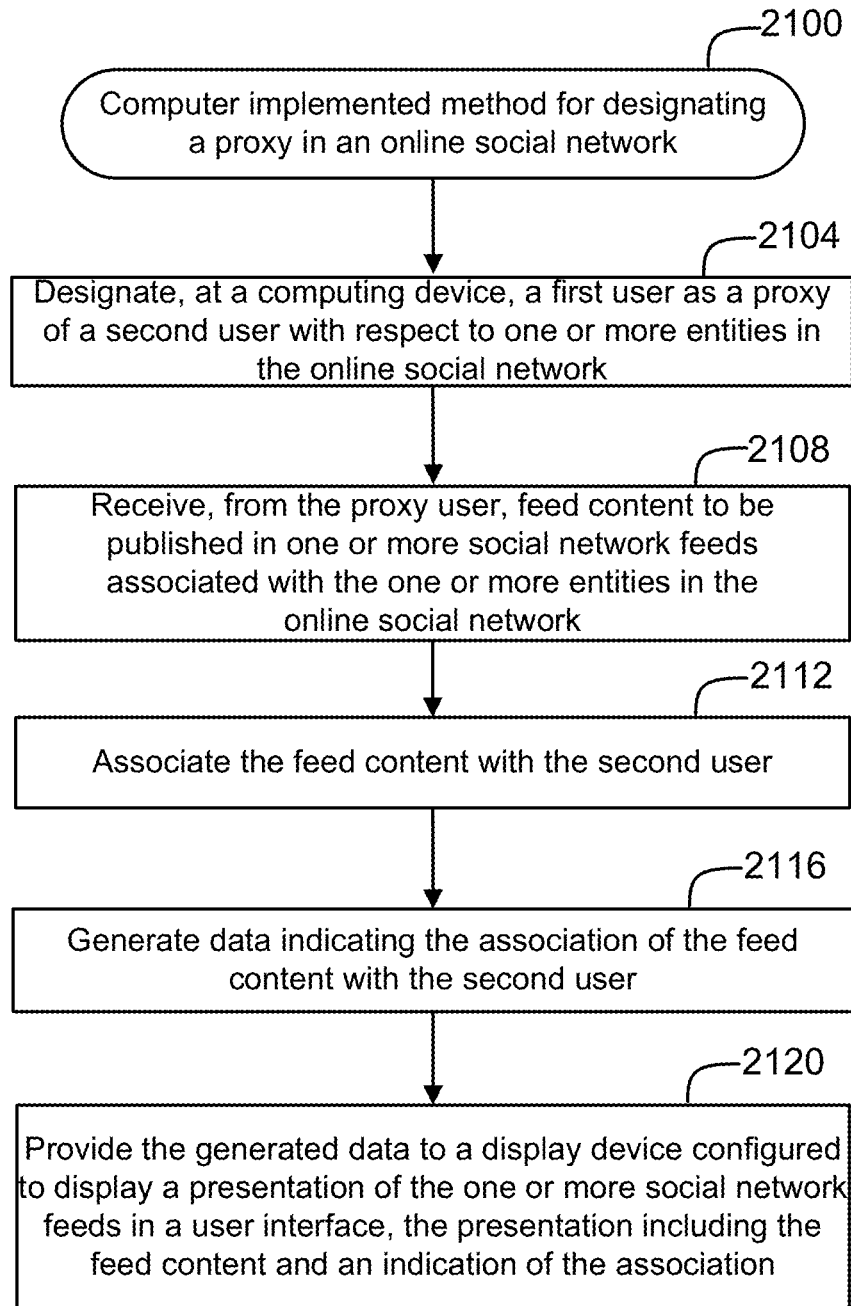 2100
Computer implemented method for designating
a proxy in an online social network
2104
Designate, at a computing device, a first user as a proxy
of a second user with respect to one or more entities in
the online social network
2108
Receive, from the proxy user, feed content to be
published in one or more social network feeds
associated with the one or more entities in the
online social network
2112
Associate the feed content with the second user
2116
Generate data indicating the association of the feed
content with the second user
2120
Provide the generated data to a display device configured
to display a presentation of the one or more social network
feeds in a user interface, the presentation including the
feed content and an indication of the association